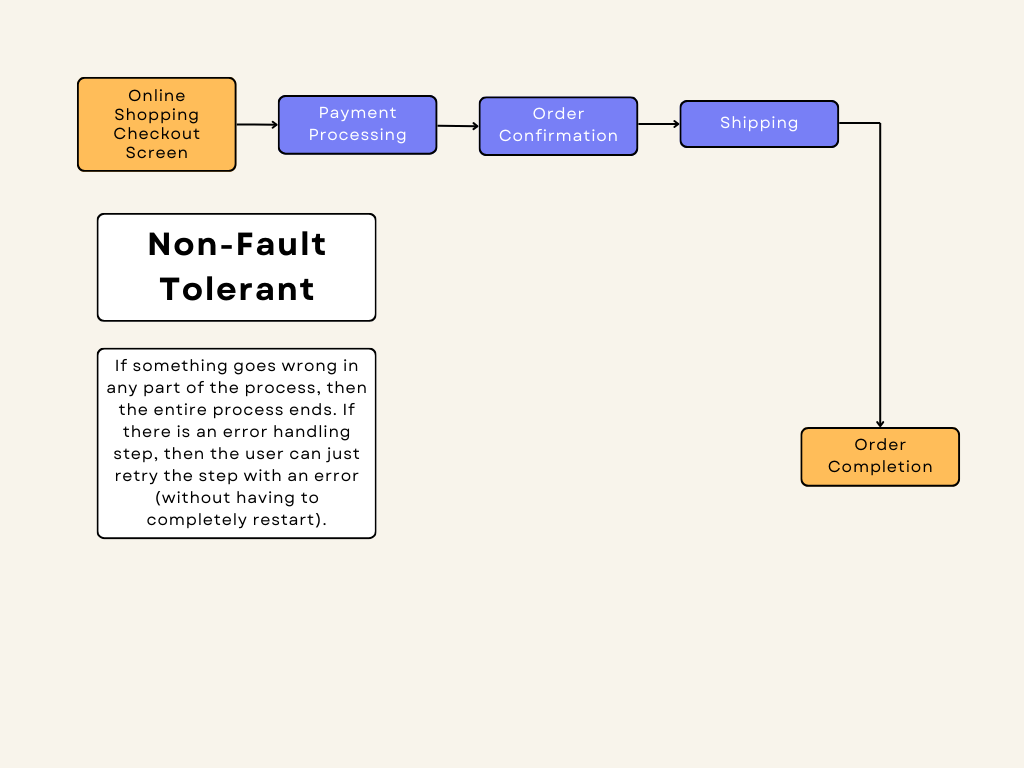 Online
Shopping
Checkout
Screen
Payment
Processing
Order
Confirmation
Shipping
Non-Fault
Tolerant
If something goes wrong in
any part of the process, then
the entire process ends. If
there is an error handling
step, then the user can just
retry the step with an error
(without having to
completely restart).
Order
Completion